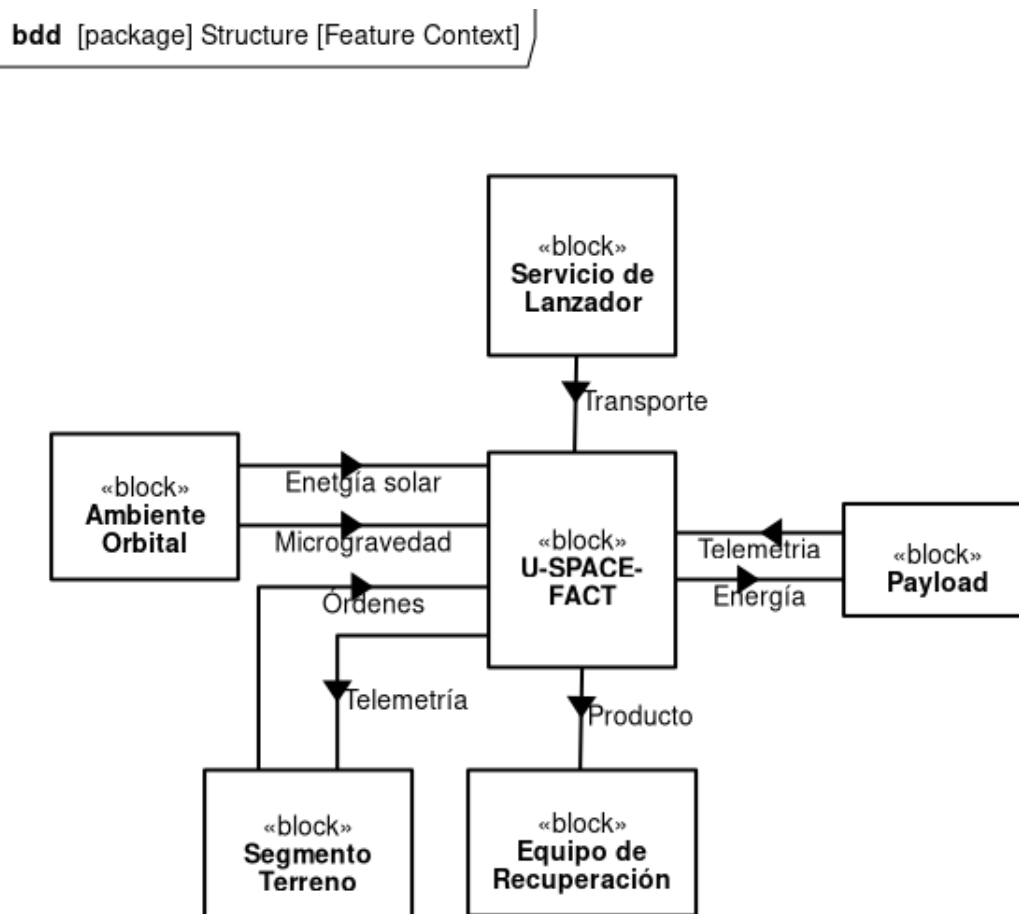 bdd [package] Structure [Feature Context]
«block»
Servicio de
Lanzador
Transporte
«block»
Ambiente
Orbital
Enetgía solar
Microgravedad
Órdenes
Telemetría
«block»
U-SPACE-
FACT
Telemetria
Energía
«block»
Payload
Producto
«block»
Segmento
Terreno
«block»
Equipo de
Recuperación